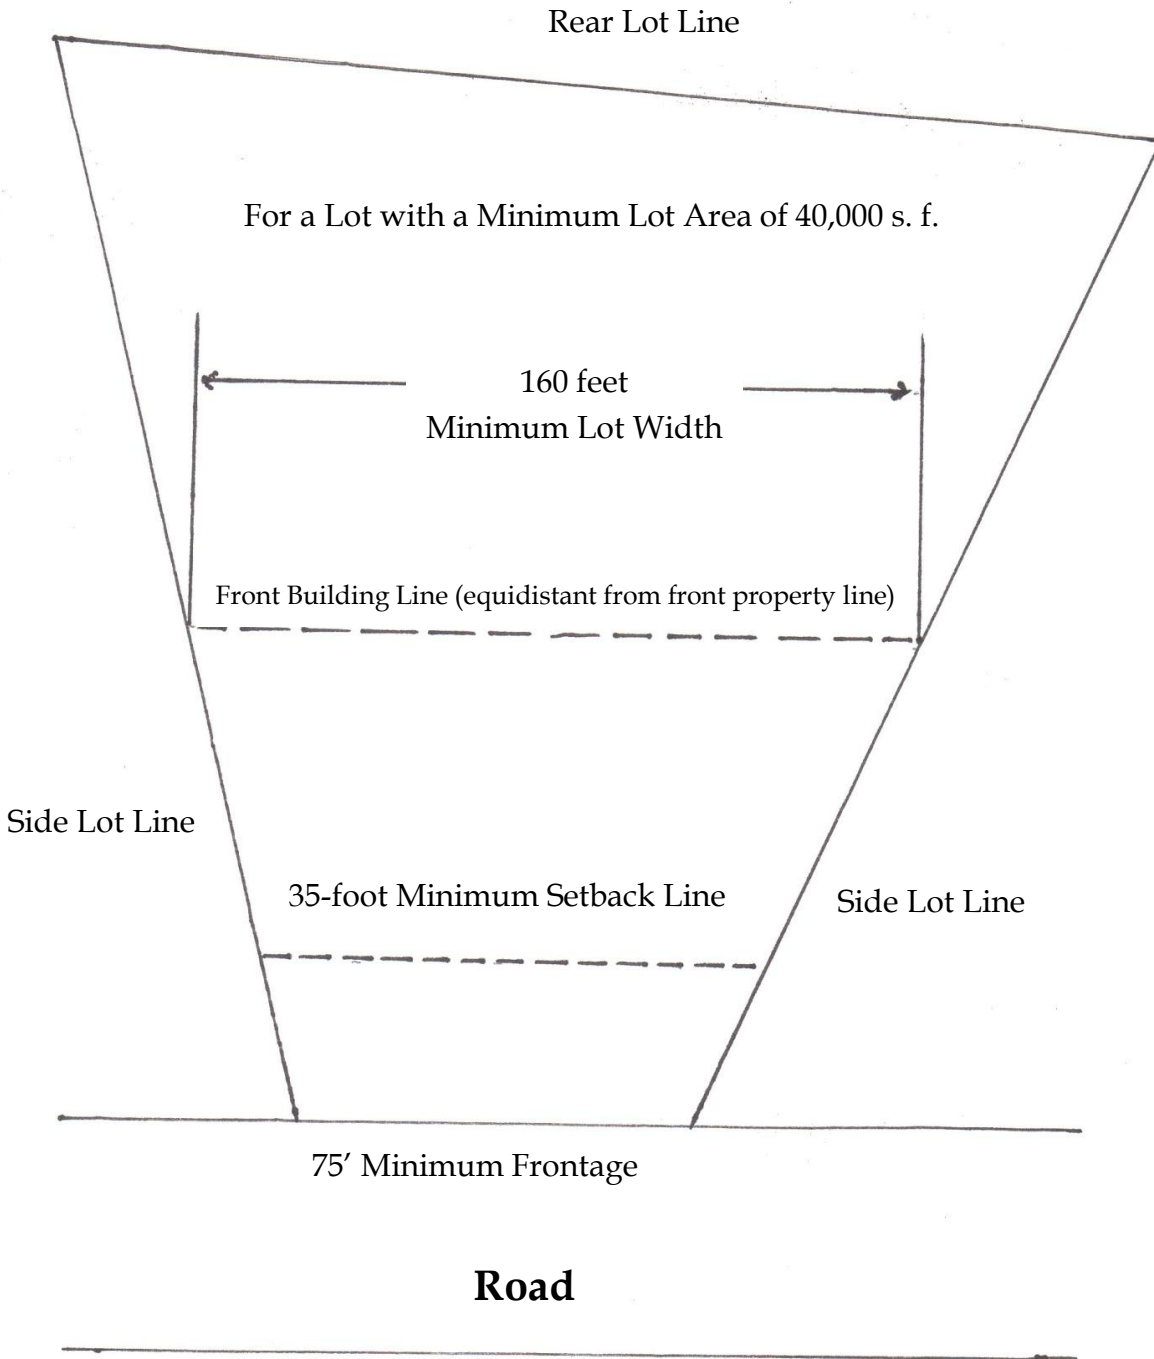 Rear Lot Line
For a Lot with a Minimum Lot Area of 40,000 s. f.
160 feet
Minimum Lot Width
Front Building Line (equidistant from front property line)
Side Lot Line
35-foot Minimum Setback Line
Side Lot Line
75’ Minimum Frontage
Road